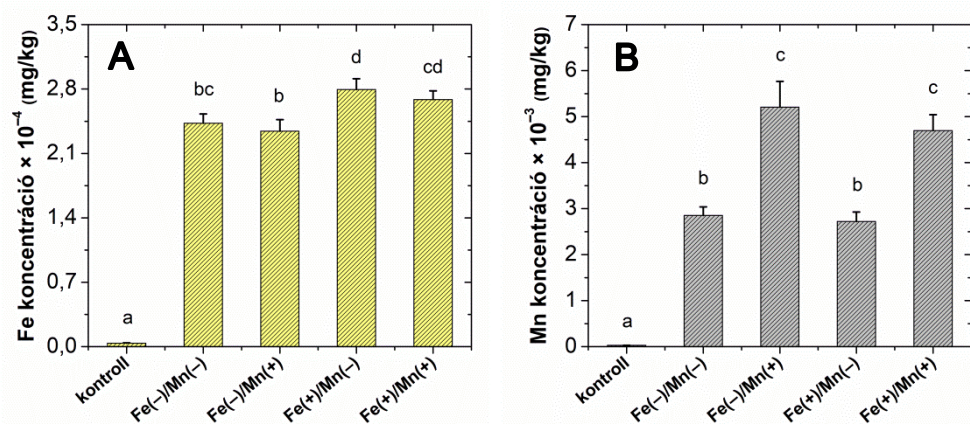 A
Fe koncentráció × 10⁻⁴ (mg/kg)
3,5
2,8
2,1
1,4
0,7
0,0
a
bc
b
d
cd
kontroll
Fe(−)/Mn(−)
Fe(−)/Mn(+)
Fe(+)/Mn(−)
Fe(+)/Mn(+)
B
Mn koncentráció × 10⁻³ (mg/kg)
7
6
5
4
3
2
1
0
a
b
c
b
c
kontroll
Fe(−)/Mn(−)
Fe(−)/Mn(+)
Fe(+)/Mn(−)
Fe(+)/Mn(+)